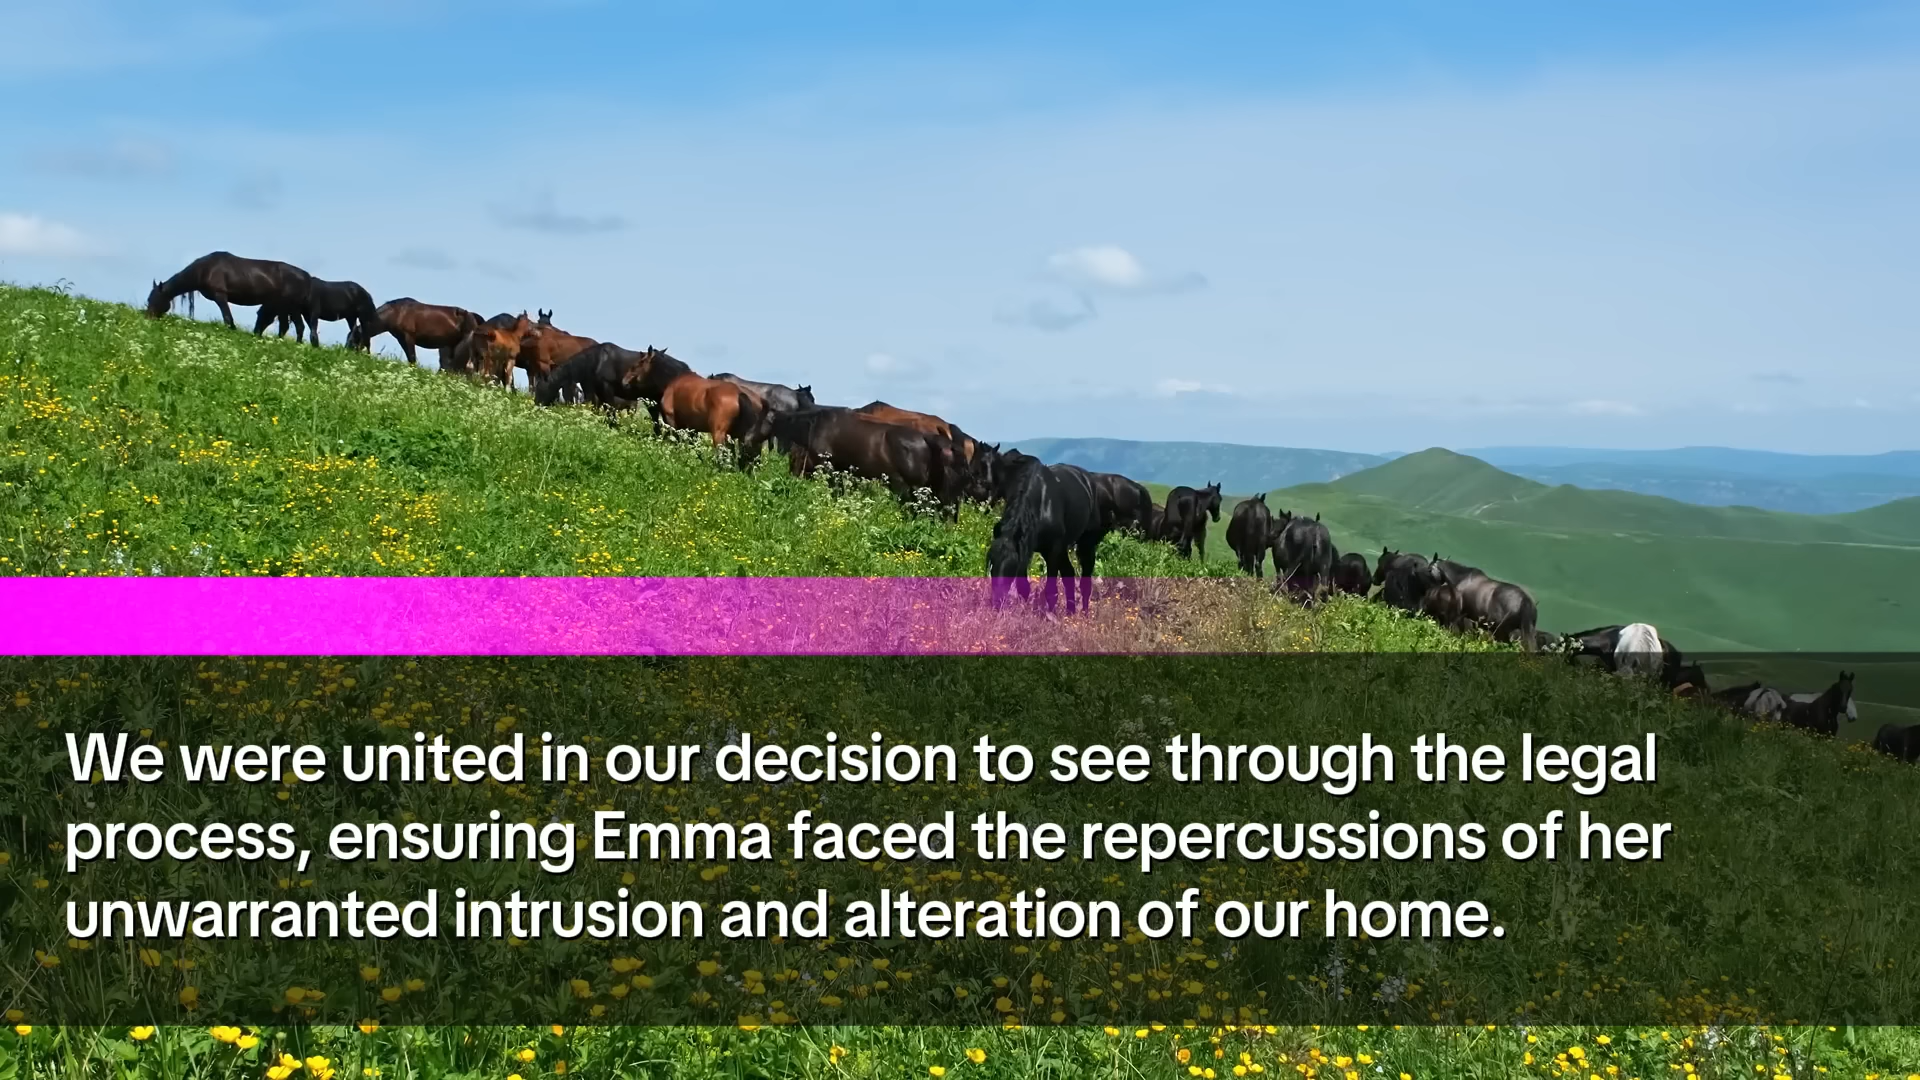 We were united in our decision to see through the legal
process, ensuring Emma faced the repercussions of her
unwarranted intrusion and alteration of our home.